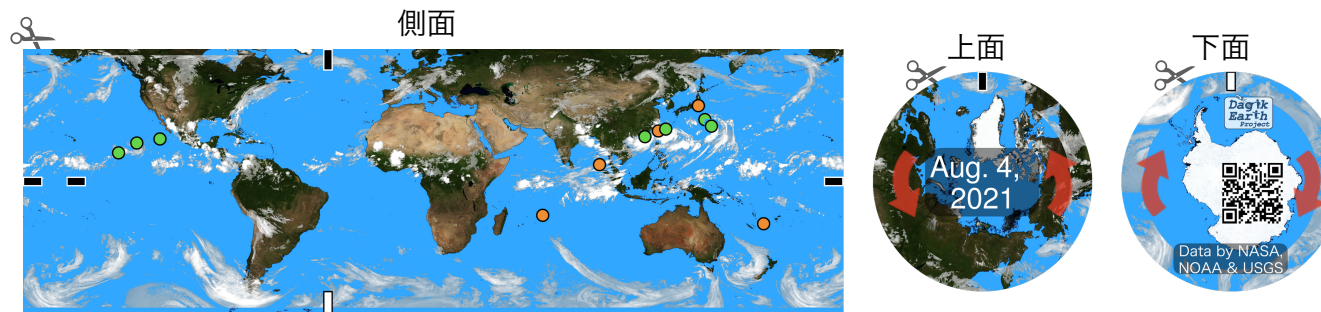 側面
上面
下面
Aug. 4,
2021
Dagik
Earth
Project
Data by NASA,
NOAA & USGS